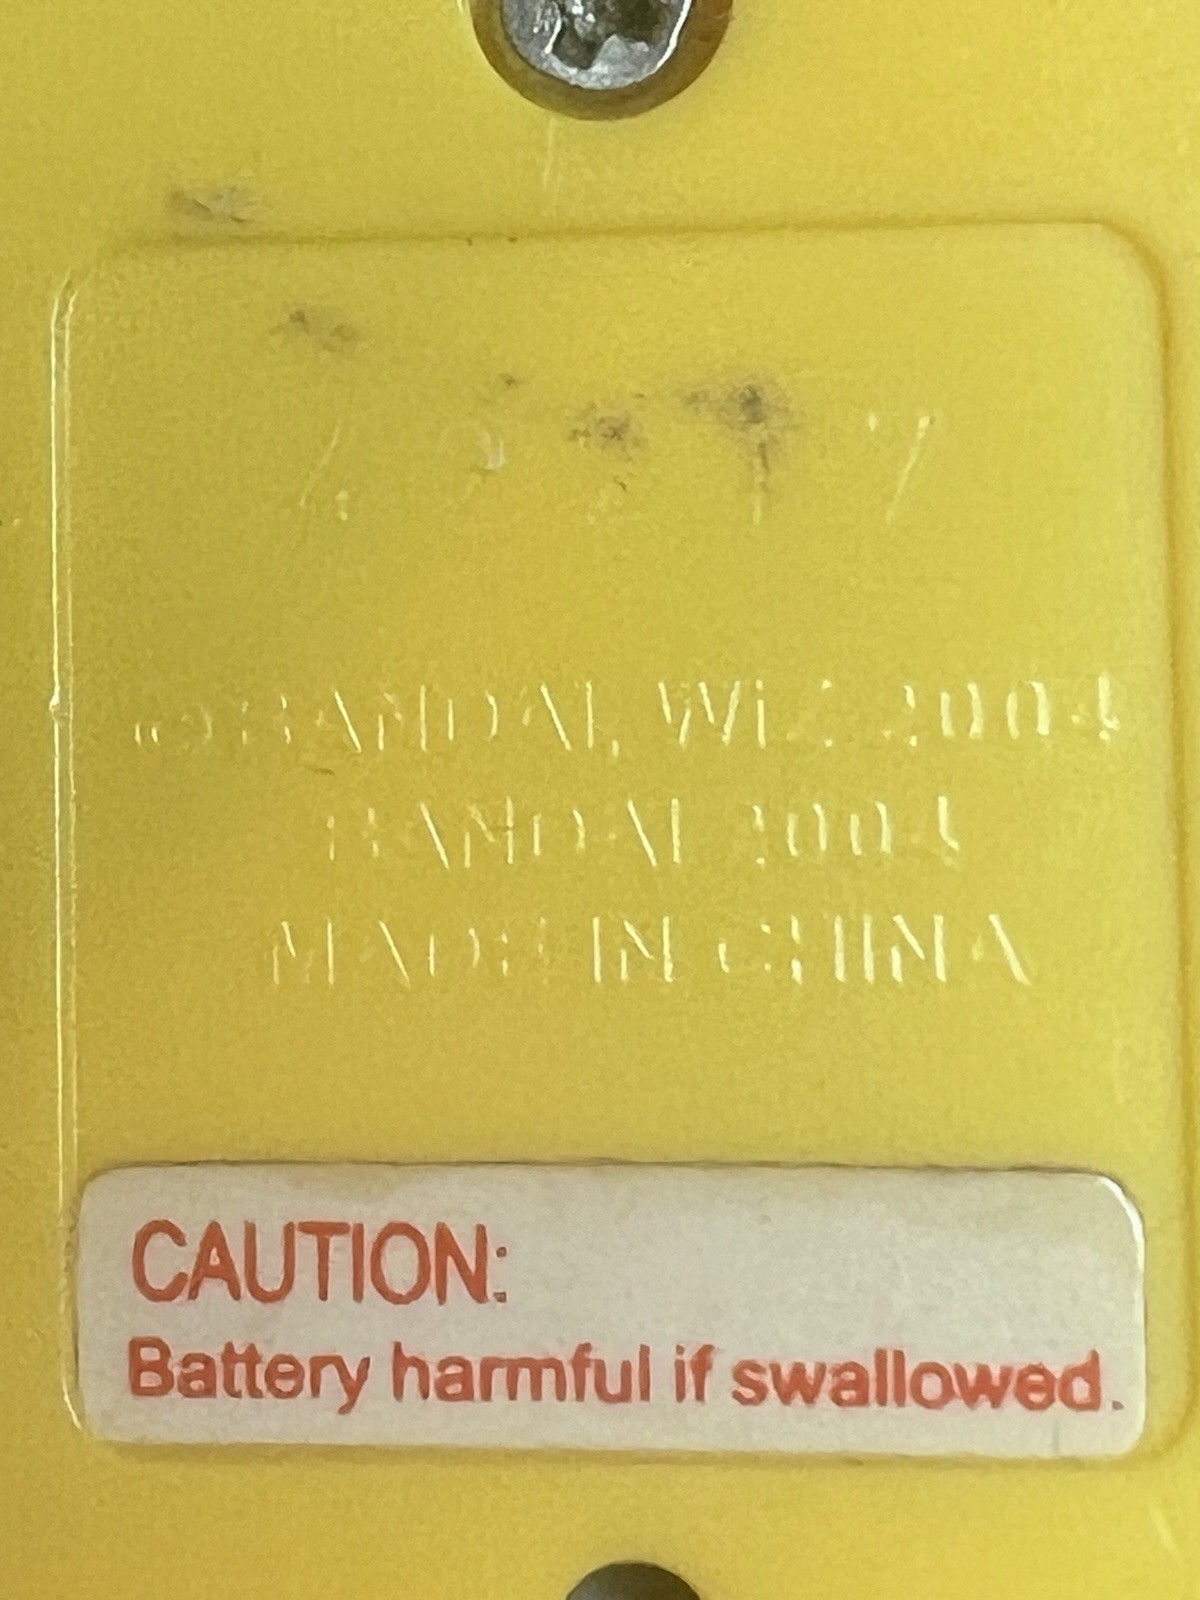 ©BANDAI, WiZ 2004
BANDAI 2004
MADE IN CHINA
CAUTION:
Battery harmful if swallowed.